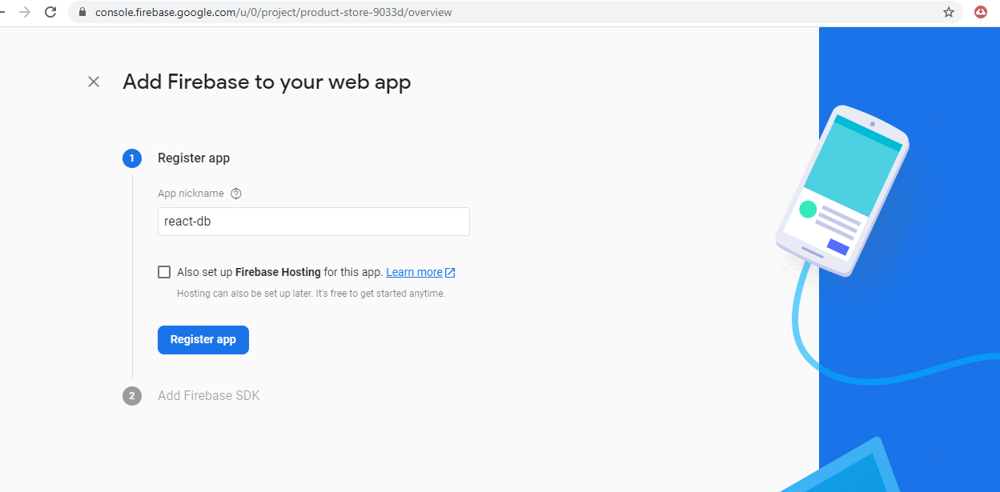 console.firebase.google.com/u/0/project/product-store-9033d/overview
Add Firebase to your web app
1 Register app
App nickname ?
react-db
Also set up Firebase Hosting for this app. Learn more
Hosting can also be set up later. It's free to get started anytime.
Register app
2 Add Firebase SDK